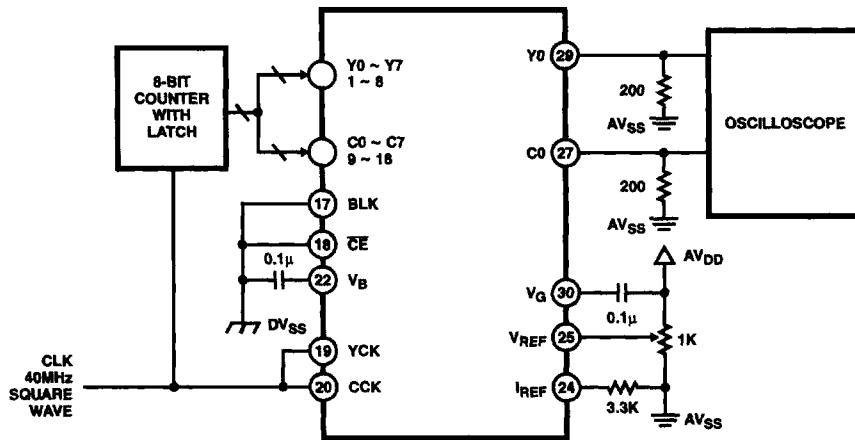 8-BIT
COUNTER
WITH
LATCH
Y0 ~ Y7
1 ~ 8
C0 ~ C7
9 ~ 16
17
BLK
18
CE
0.1μ
22
VB
DVSS
19
YCK
20
CCK
CLK
40MHz
SQUARE
WAVE
Y0
29
200
AVSS
C0
27
200
AVSS
OSCILLOSCOPE
AVDD
VG
30
0.1μ
VREF
25
1K
IREF
24
3.3K
AVSS